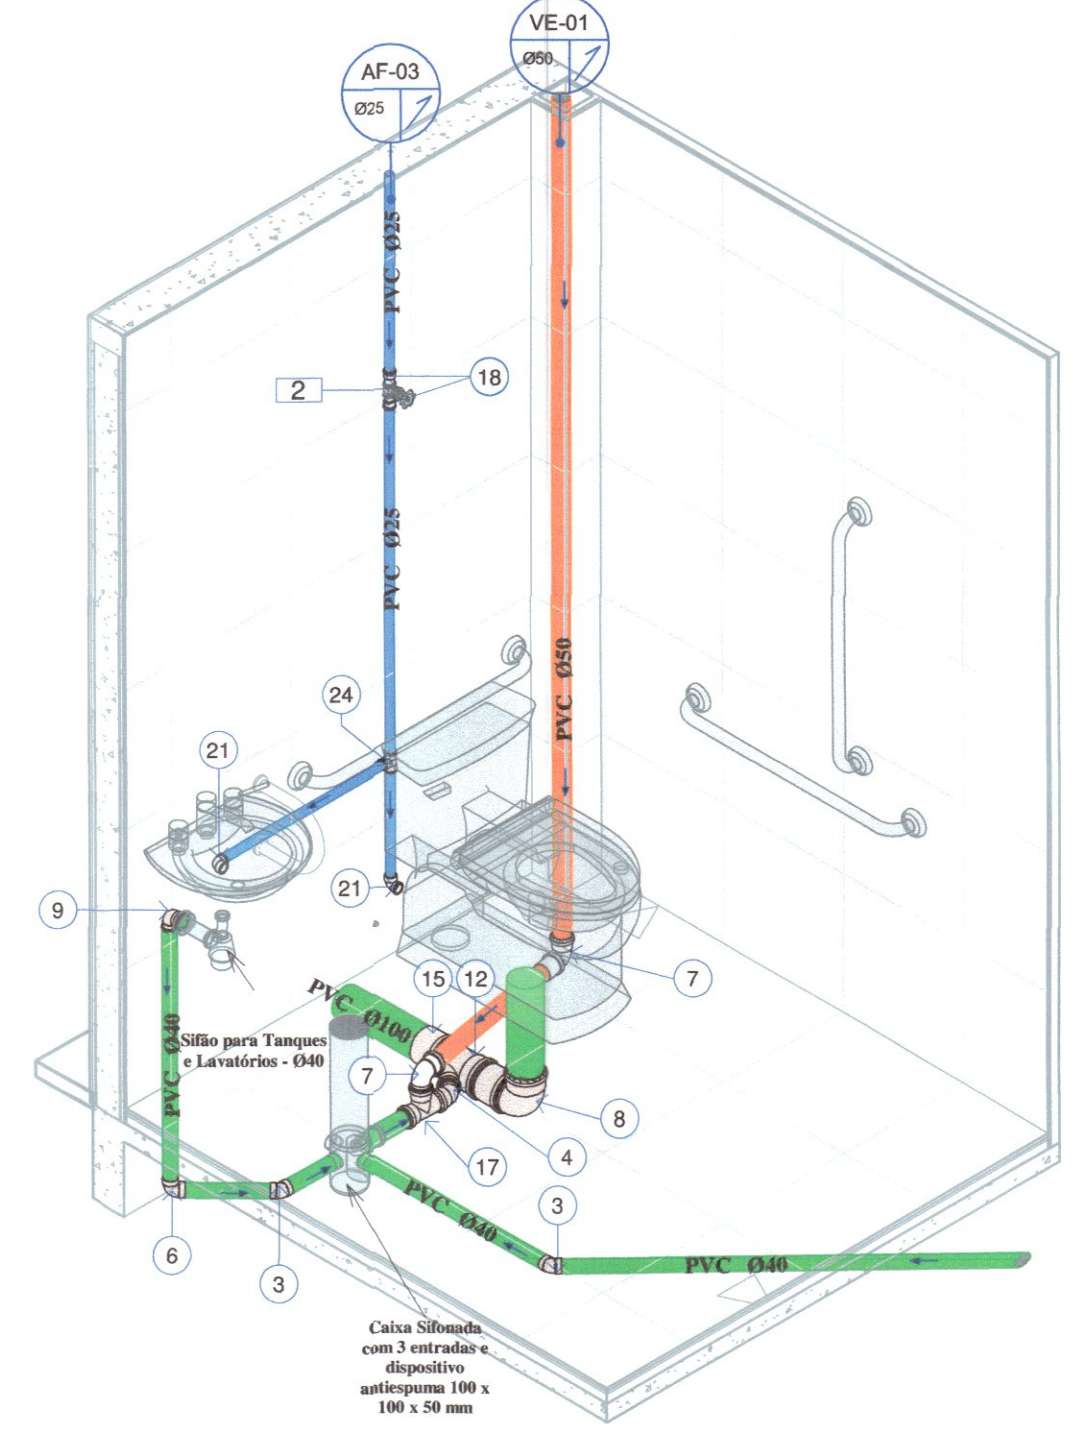 VE-01
Ø50
AF-03
Ø25
PVC Ø25
2
18
PVC Ø25
PVC Ø50
24
21
21
9
7
15
12
PVC Ø100
Sifão para Tanques
e Lavatórios - Ø40
PVC Ø40
7
8
4
17
PVC Ø40
3
6
3
PVC Ø40
Caixa Sifonada
com 3 entradas e
dispositivo
antiespuma 100 x
100 x 50 mm